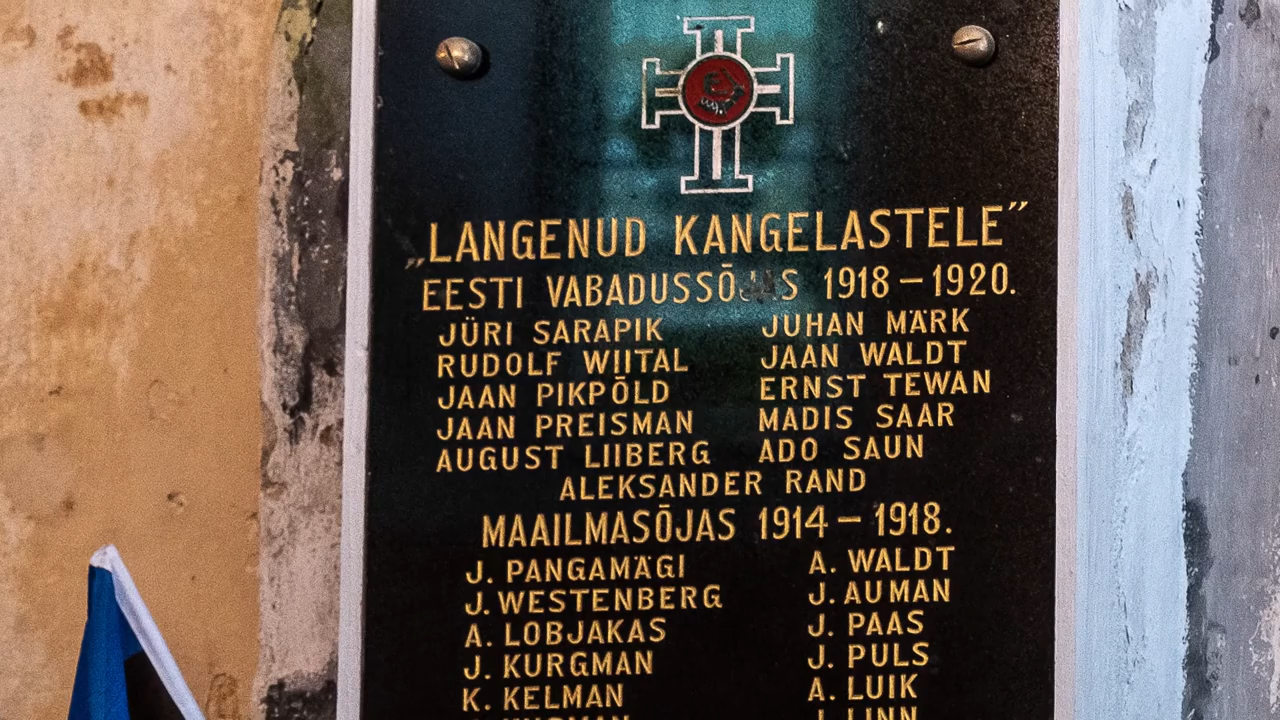 „LANGENUD KANGELASTELE”
EESTI VABADUSSÕJAS 1918 – 1920.
JÜRI SARAPIK JUHAN MÄRK
RUDOLF WIITAL JAAN WALDT
JAAN PIKPÕLD ERNST TEWAN
JAAN PREISMAN MADIS SAAR
AUGUST LIIBERG ADO SAUN
ALEKSANDER RAND
MAAILMASÕJAS 1914 – 1918.
J. PANGAMÄGI A. WALDT
J. WESTENBERG J. AUMAN
A. LOBJAKAS J. PAAS
J. KURGMAN J. PULS
K. KELMAN A. LUIK
LINN